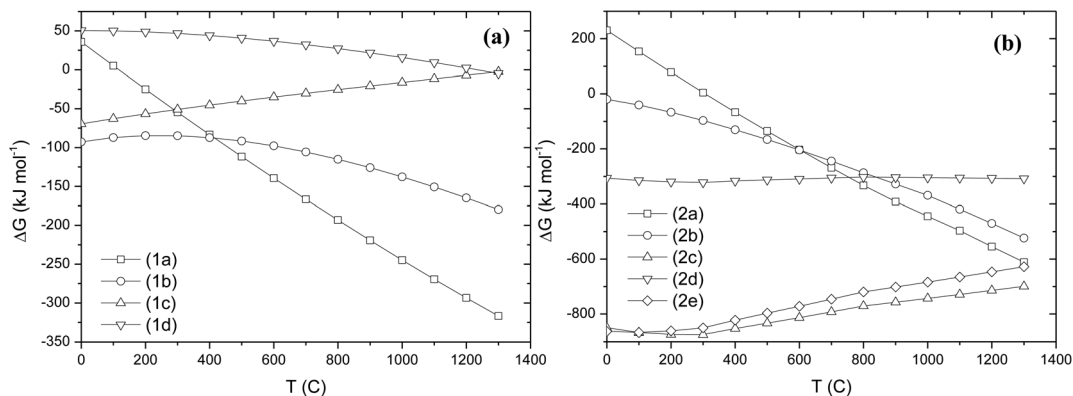 50
0
-50
-100
-150
-200
-250
-300
-350
ΔG (kJ mol⁻¹)
(a)
(1a)
(1b)
(1c)
(1d)
0 200 400 600 800 1000 1200 1400
T (C)
200
0
-200
-400
-600
-800
ΔG (kJ mol⁻¹)
(b)
(2a)
(2b)
(2c)
(2d)
(2e)
0 200 400 600 800 1000 1200 1400
T (C)